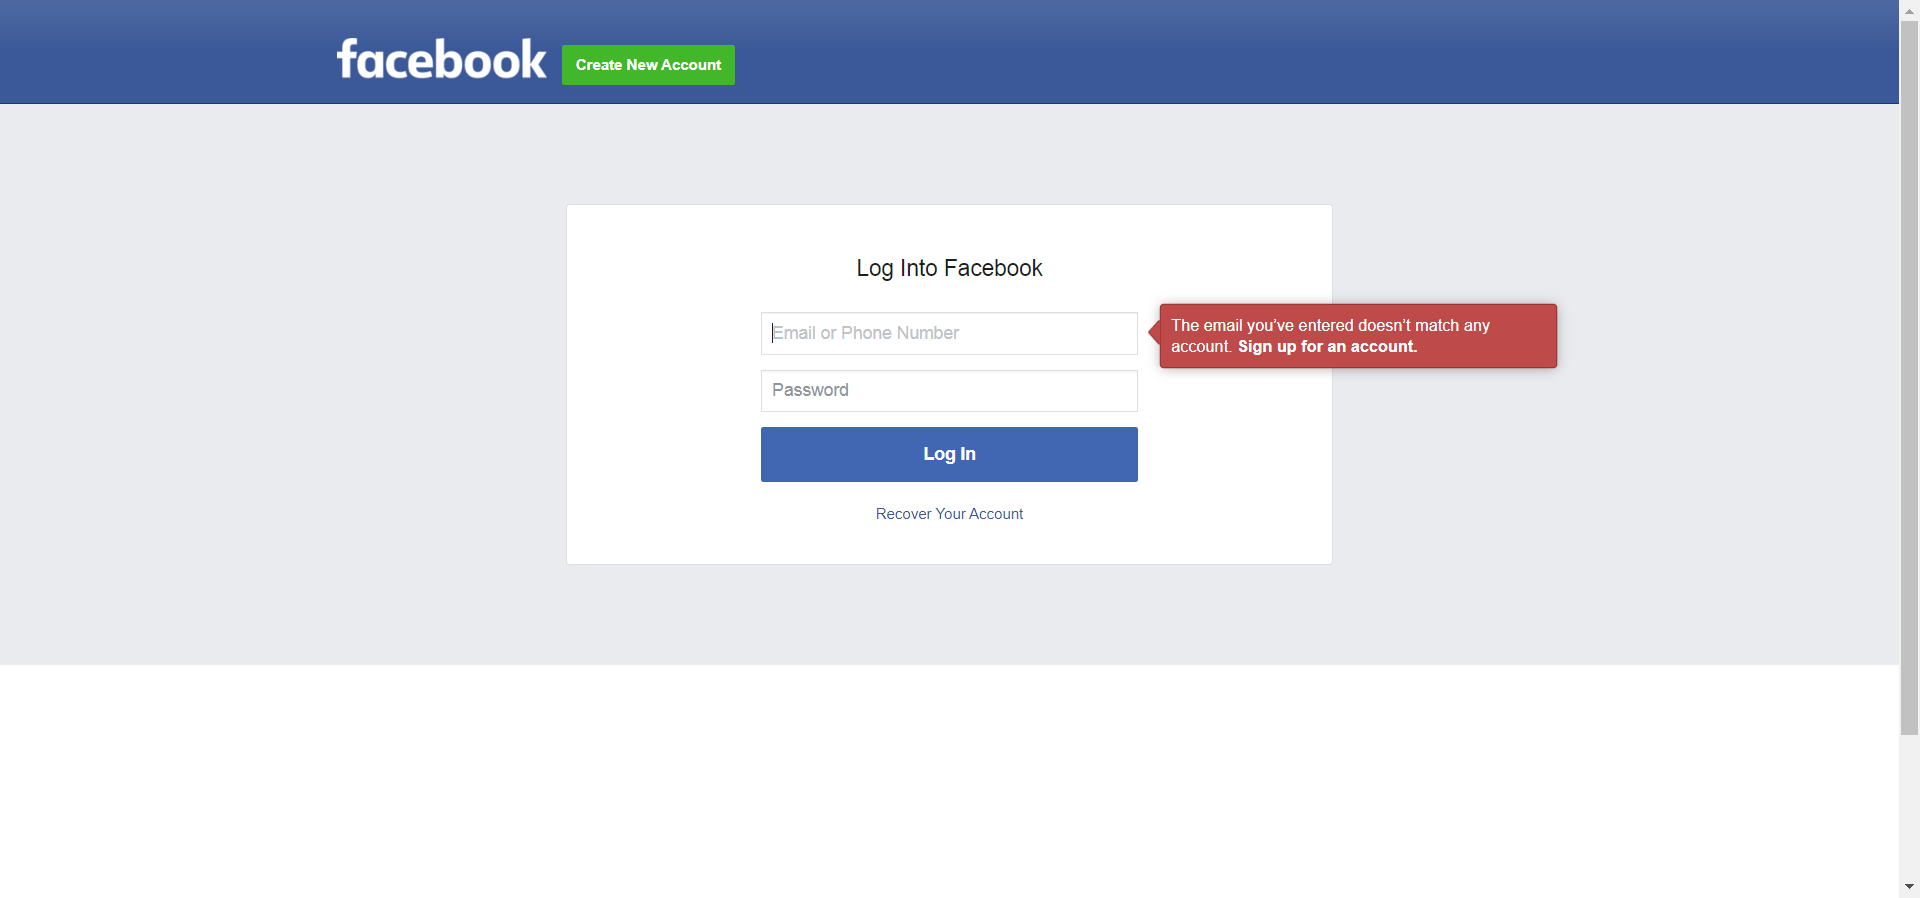 facebook
Create New Account
Log Into Facebook
Email or Phone Number
The email you’ve entered doesn’t match any
account. Sign up for an account.
Password
Log In
Recover Your Account